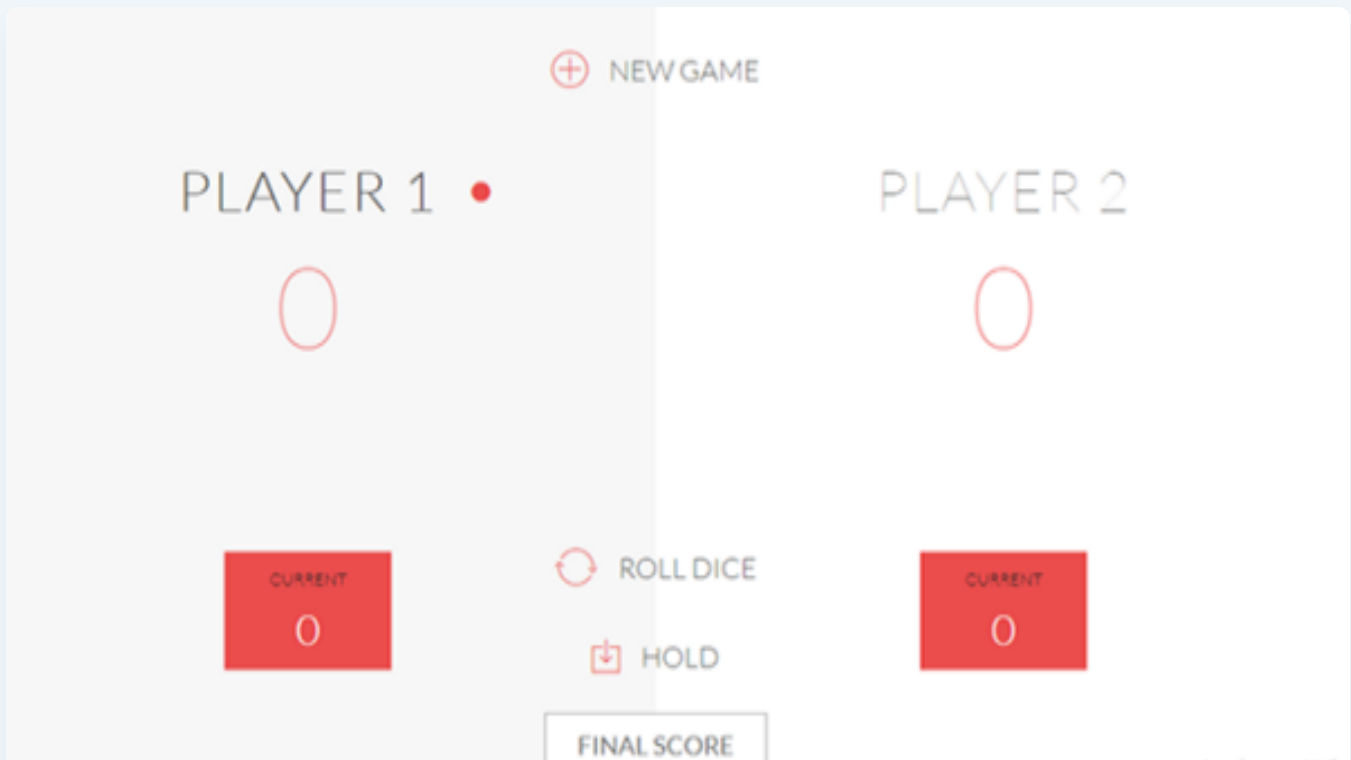 NEW GAME
PLAYER 1
PLAYER 2
0
0
CURRENT
0
ROLL DICE
CURRENT
0
HOLD
FINAL SCORE